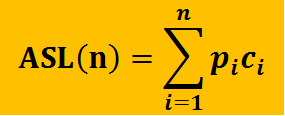 ASL(n) = ∑_{i=1}^{n} p_i c_i